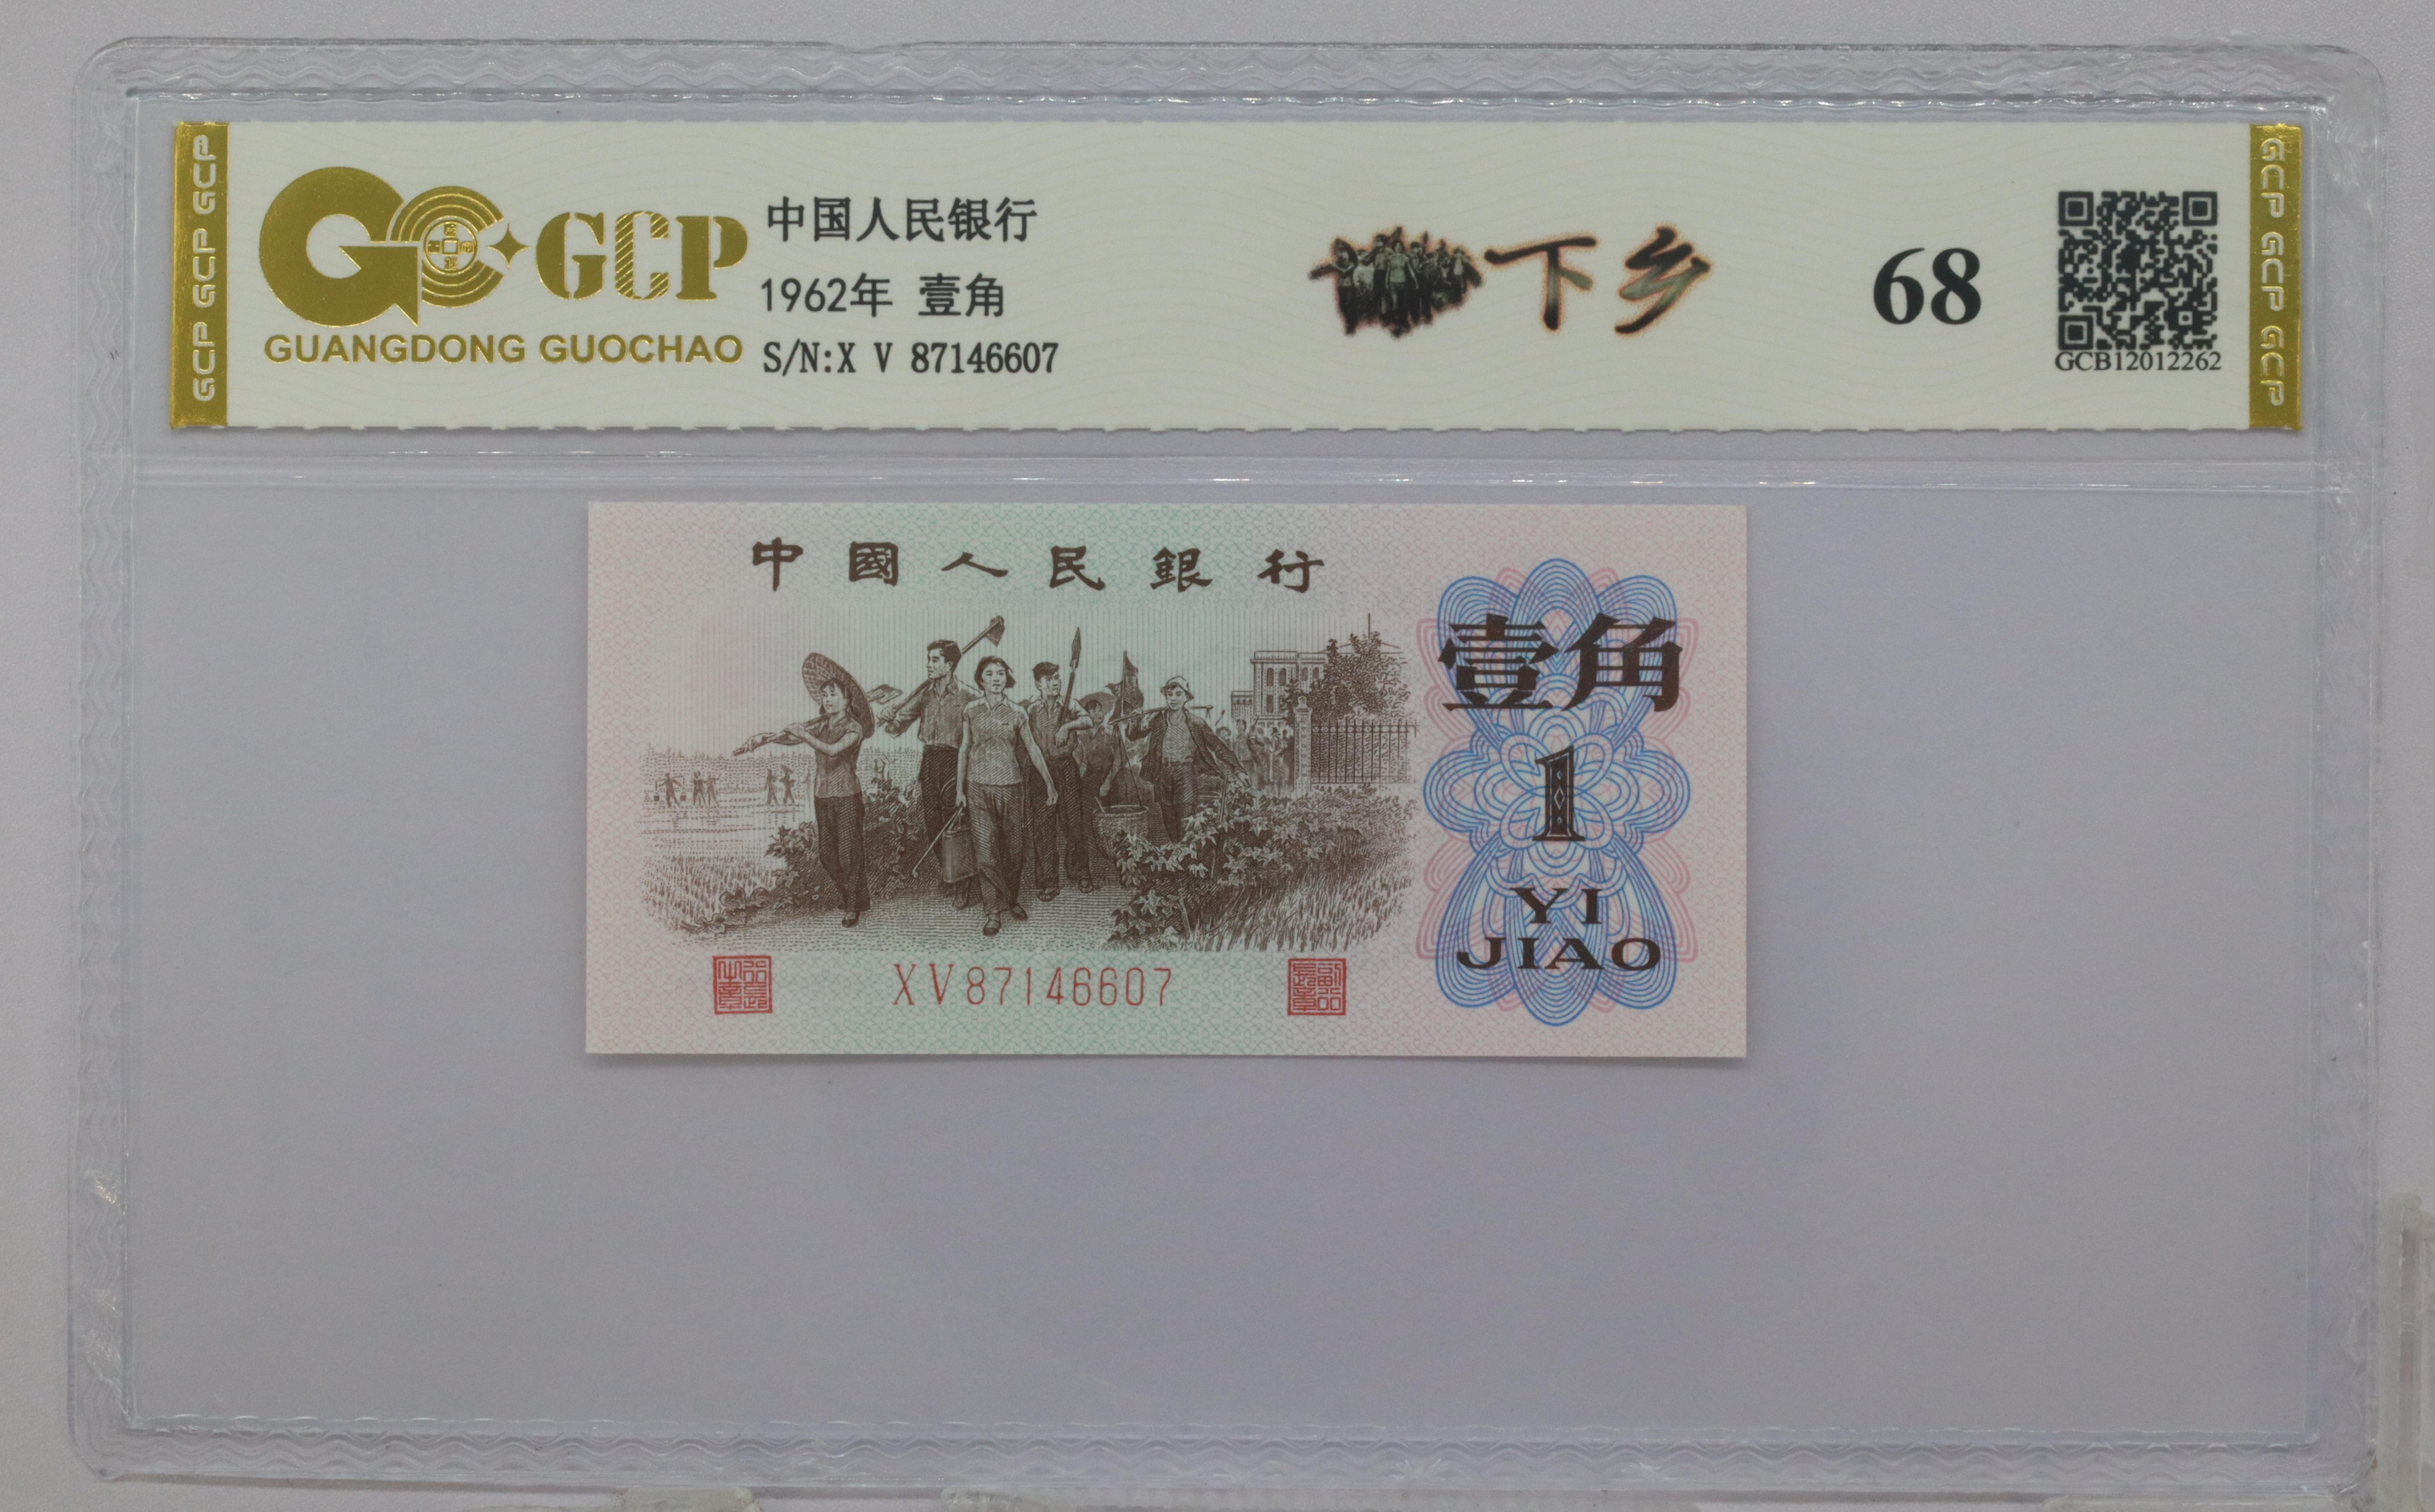 GCP GCP GCP
GCP
GUANGDONG GUOCHAO
中国人民银行
1962年 壹角
S/N:X V 87146607
下乡
68
GCB12012262
GCP GCP GCP
中國人民銀行
壹角
1
YI
JIAO
XV87146607